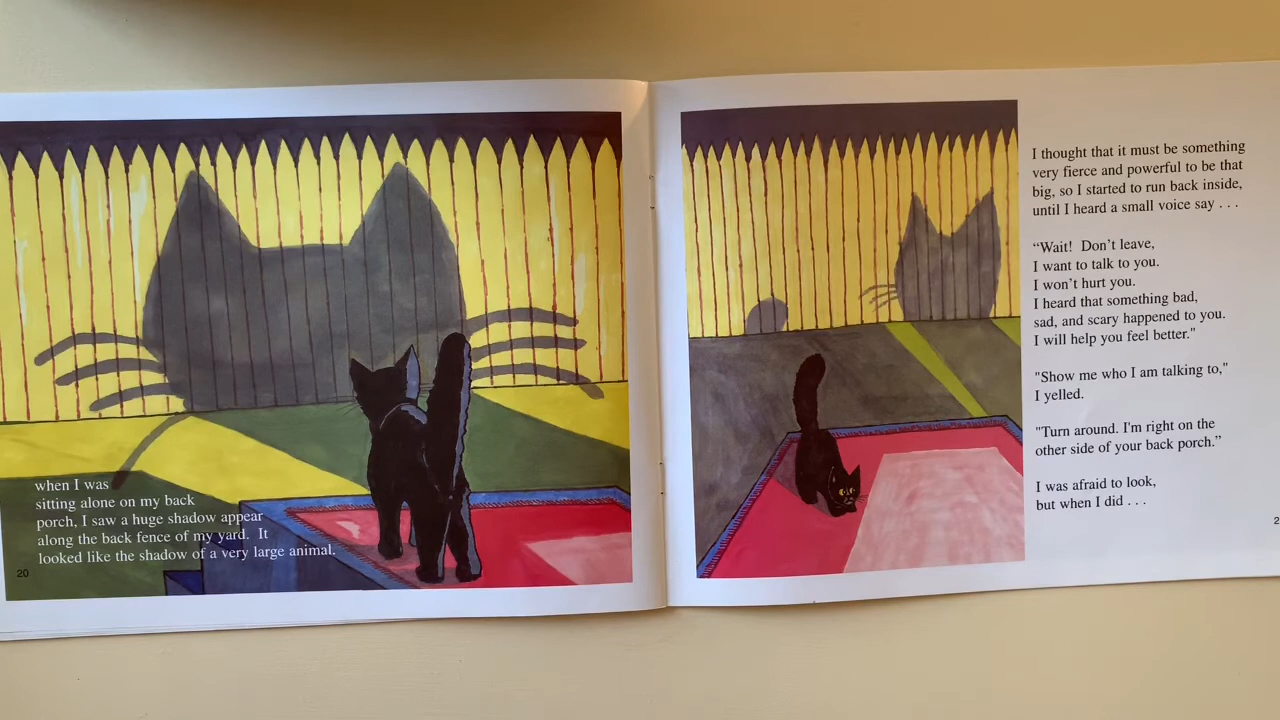 when I was
sitting alone on my back
porch, I saw a huge shadow appear
along the back fence of my yard.  It
looked like the shadow of a very large animal.
20
I thought that it must be something
very fierce and powerful to be that
big, so I started to run back inside,
until I heard a small voice say . . .
“Wait!  Don’t leave,
I want to talk to you.
I won’t hurt you.
I heard that something bad,
sad, and scary happened to you.
I will help you feel better."
"Show me who I am talking to,"
I yelled.
"Turn around. I'm right on the
other side of your back porch.”
I was afraid to look,
but when I did . . .